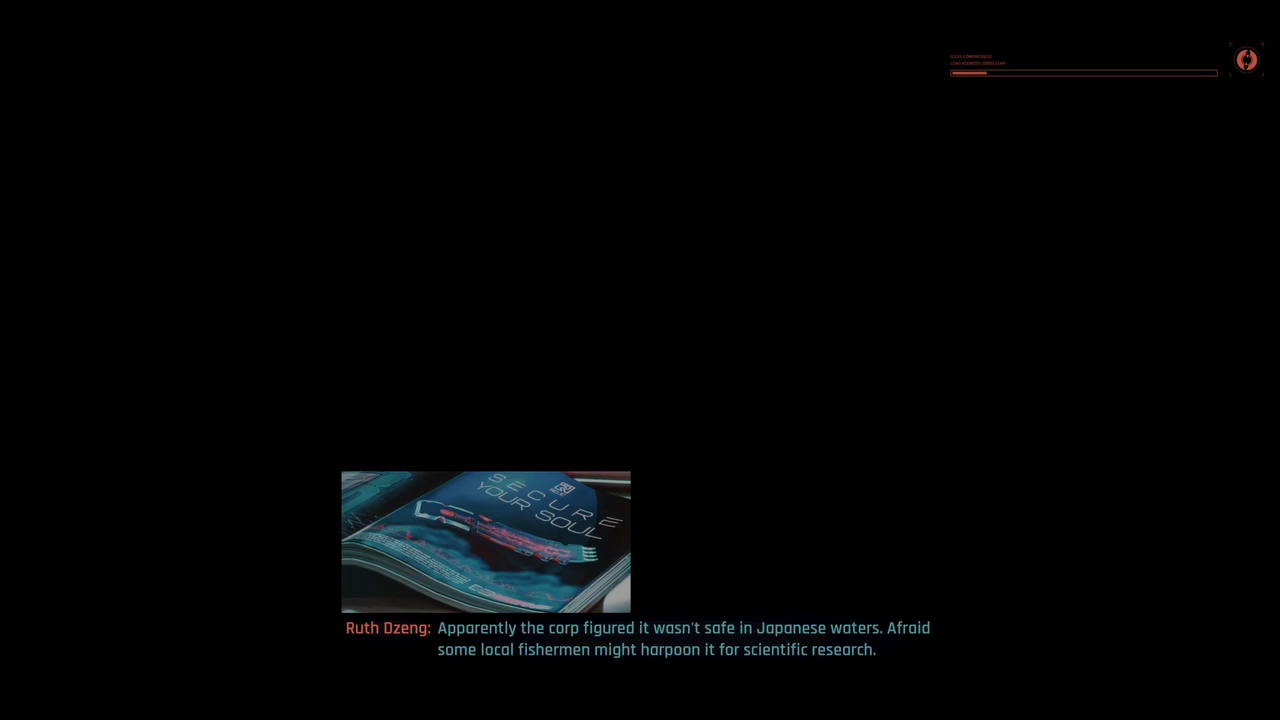 SECURE
YOUR SOUL
Ruth Dzeng: Apparently the corp figured it wasn't safe in Japanese waters. Afraid
some local fishermen might harpoon it for scientific research.